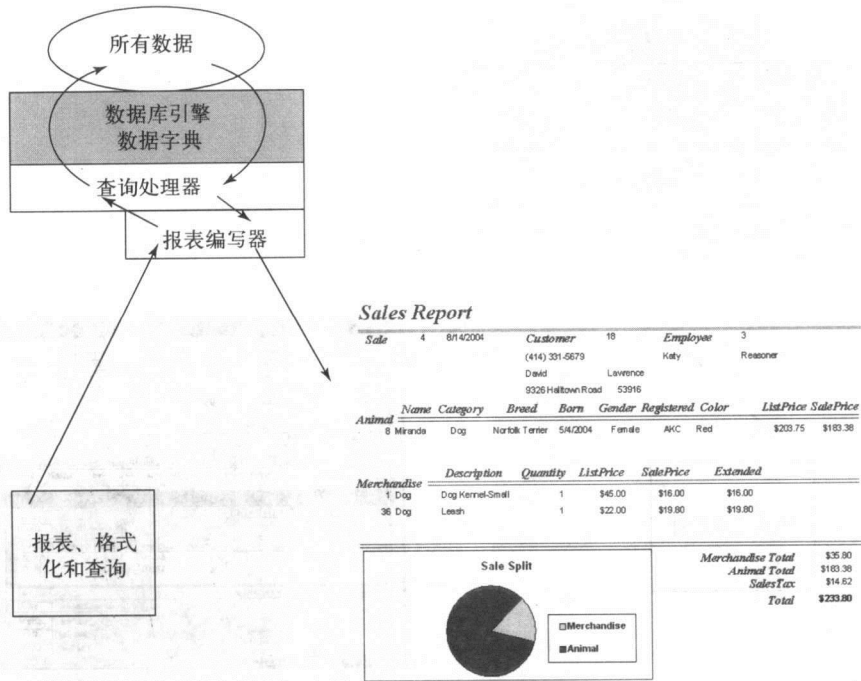 所有数据
数据库引擎
数据字典
查询处理器
报表编写器
报表、格式
化和查询
Sales Report
Sale 4 6/14/2004 Customer 18 Employee 3
(414) 331-5679 Katy Reasoner
David Lawrence
9326 Halltown Road 53916
Animal Name Category Breed Born Gender Registered Color ListPrice SalePrice
8 Miranda Dog Norfolk Terrier 5/4/2004 Female AKC Red $203.75 $183.38
Merchandise Description Quantity ListPrice SalePrice Extended
1 Dog Dog Kernel-Small 1 $45.00 $16.00 $16.00
36 Dog Leash 1 $22.00 $19.80 $19.80
Sale Split
Merchandise
Animal
Merchandise Total $35.80
Animal Total $183.38
SalesTax $14.62
Total $233.80